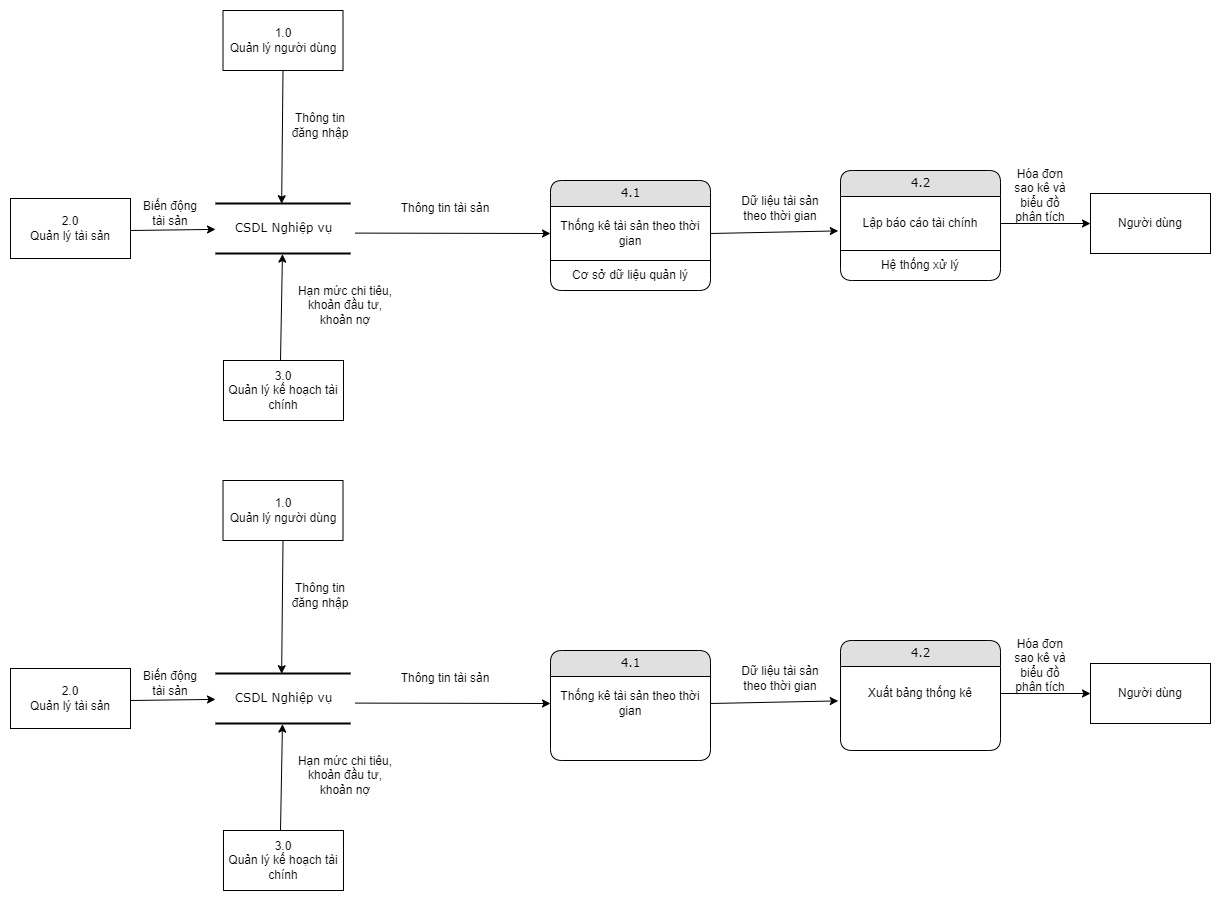 1.0
Quản lý người dùng
Thông tin
đăng nhập
2.0
Quản lý tài sản
Biến động
tài sản
CSDL Nghiệp vụ
Thông tin tài sản
4.1
Thống kê tài sản theo thời
gian
Cơ sở dữ liệu quản lý
Dữ liệu tài sản
theo thời gian
4.2
Lập báo cáo tài chính
Hệ thống xử lý
Hóa đơn
sao kê và
biểu đồ
phân tích
Người dùng
Hạn mức chi tiêu,
khoản đầu tư,
khoản nợ
3.0
Quản lý kế hoạch tài
chính
1.0
Quản lý người dùng
Thông tin
đăng nhập
2.0
Quản lý tài sản
Biến động
tài sản
CSDL Nghiệp vụ
Thông tin tài sản
4.1
Thống kê tài sản theo thời
gian
Dữ liệu tài sản
theo thời gian
4.2
Xuất bảng thống kê
Hóa đơn
sao kê và
biểu đồ
phân tích
Người dùng
Hạn mức chi tiêu,
khoản đầu tư,
khoản nợ
3.0
Quản lý kế hoạch tài
chính